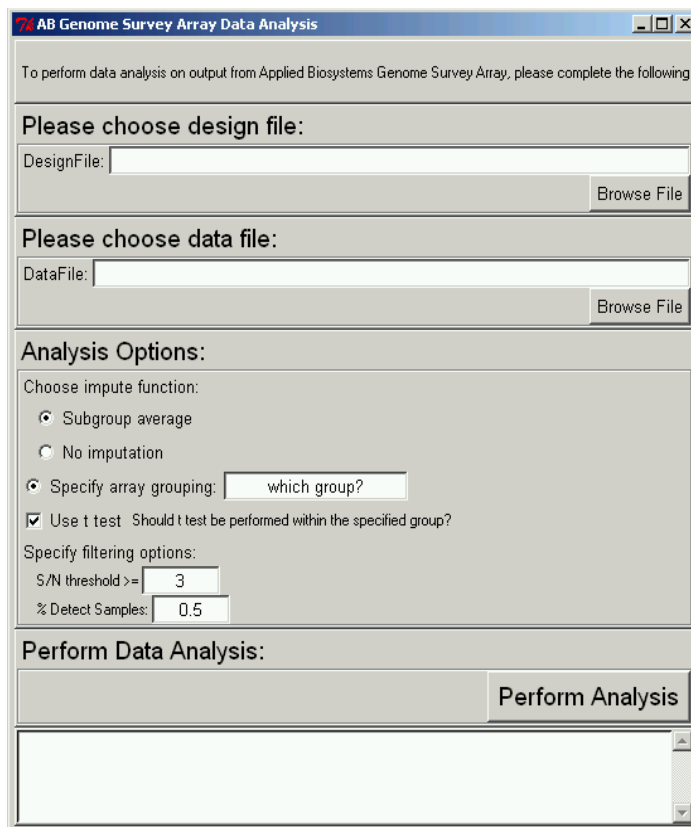 AB Genome Survey Array Data Analysis
To perform data analysis on output from Applied Biosystems Genome Survey Array, please complete the following
Please choose design file:
DesignFile:
Browse File
Please choose data file:
DataFile:
Browse File
Analysis Options:
Choose impute function:
Subgroup average
No imputation
Specify array grouping: which group?
Use t test Should t test be performed within the specified group?
Specify filtering options:
S/N threshold >= 3
% Detect Samples: 0.5
Perform Data Analysis:
Perform Analysis